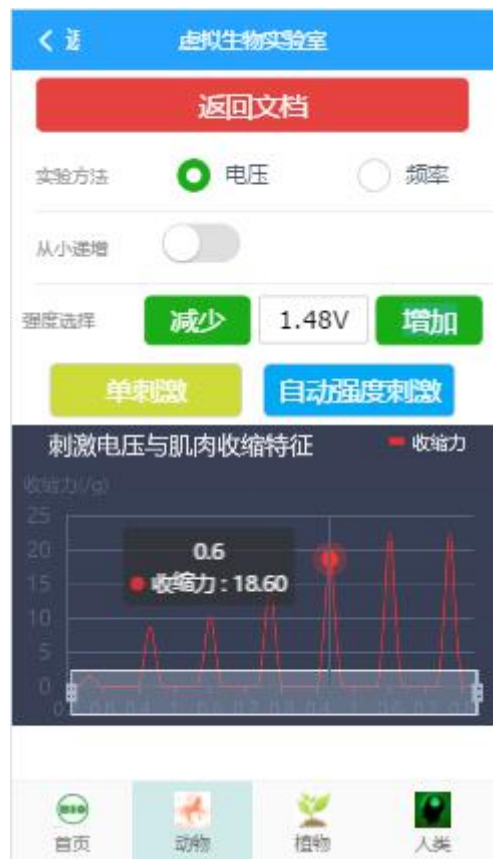 虚拟生物实验室
返回文档
实验方法 电压 频率
从小递增
强度选择 减少 1.48V 增加
单刺激 自动强度刺激
刺激电压与肌肉收缩特征 收缩力
收缩力(/g)
25
20
0.6
15
收缩力 : 18.60
10
5
0
首页 动物 植物 人类